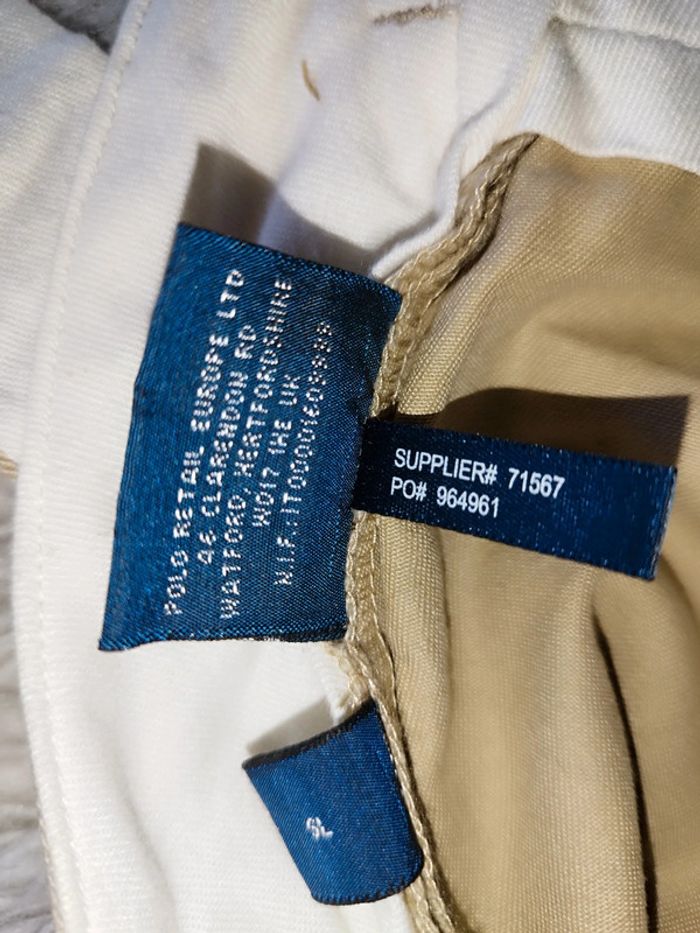 POLO RETAIL EUROPE LTD
46 CLARENDON RD
WATFORD, HERTFORDSHIRE
WD17 1HE UK
SUPPLIER# 71567
PO# 964961